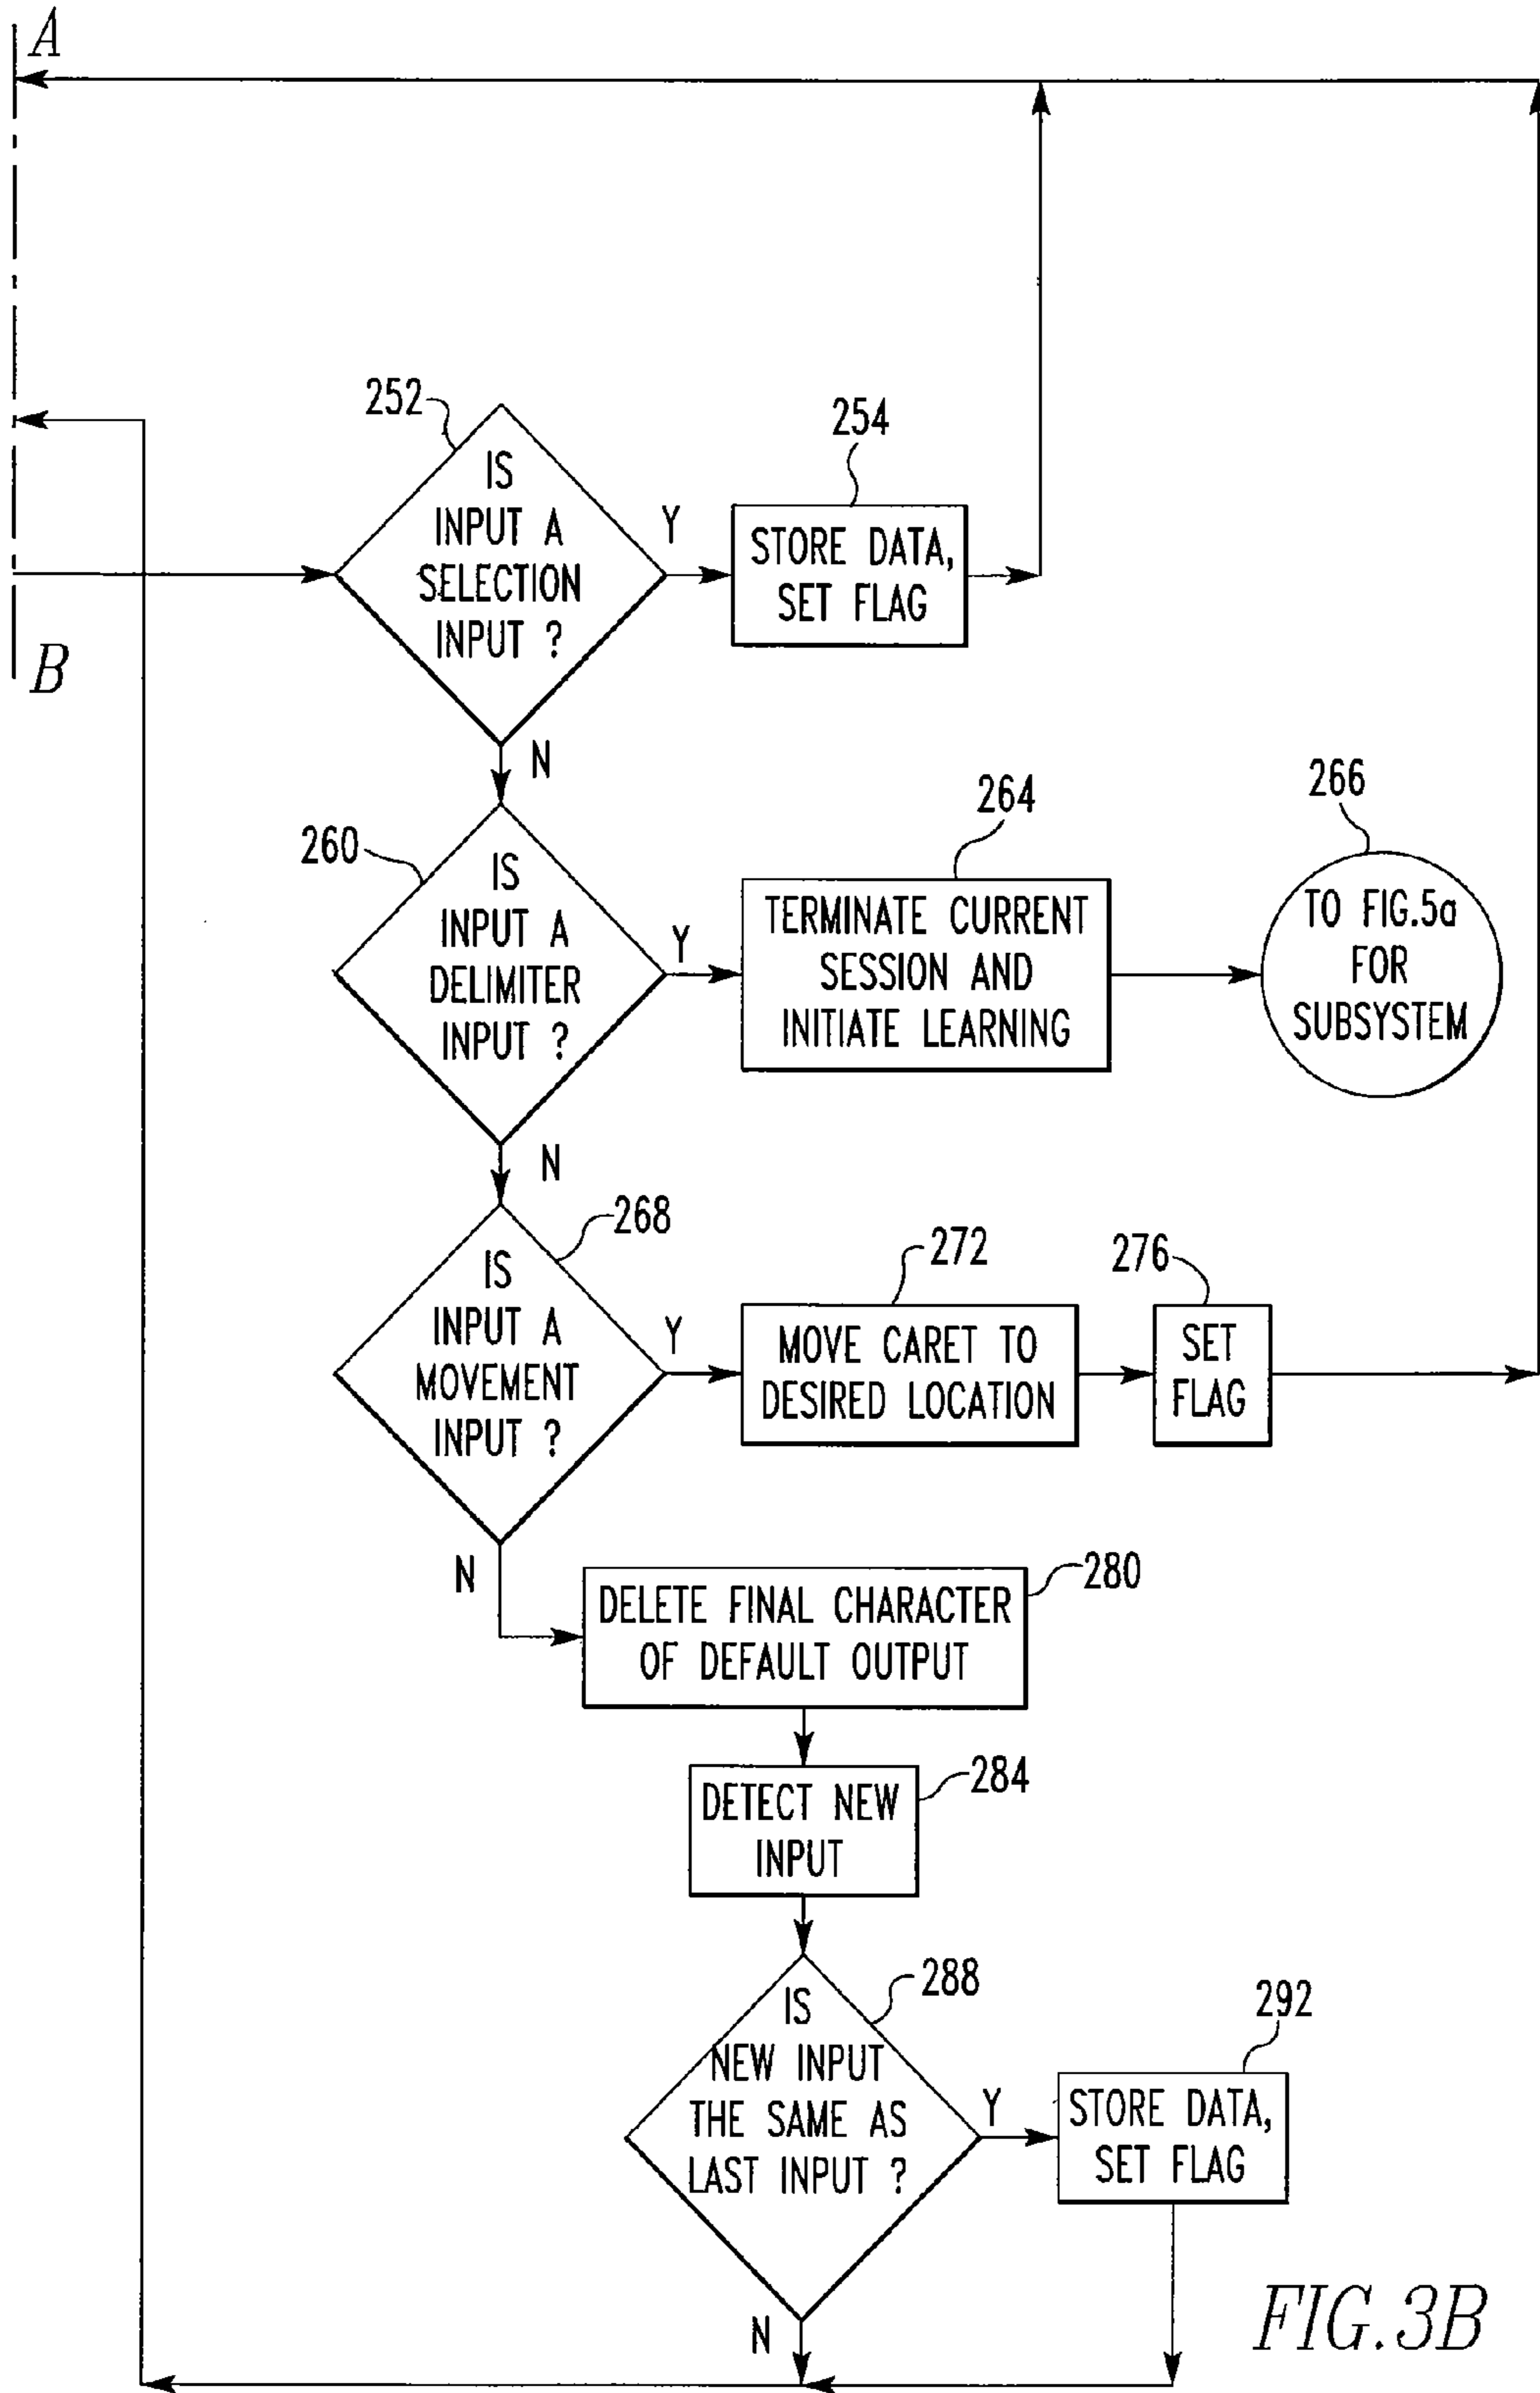 A
252
IS
INPUT A
SELECTION
INPUT ?
Y
254
STORE DATA,
SET FLAG
B
N
260
IS
INPUT A
DELIMITER
INPUT ?
Y
264
TERMINATE CURRENT
SESSION AND
INITIATE LEARNING
266
TO FIG.5a
FOR
SUBSYSTEM
N
268
IS
INPUT A
MOVEMENT
INPUT ?
Y
272
MOVE CARET TO
DESIRED LOCATION
276
SET
FLAG
N
280
DELETE FINAL CHARACTER
OF DEFAULT OUTPUT
284
DETECT NEW
INPUT
288
IS
NEW INPUT
THE SAME AS
LAST INPUT ?
Y
292
STORE DATA,
SET FLAG
N
FIG.3B